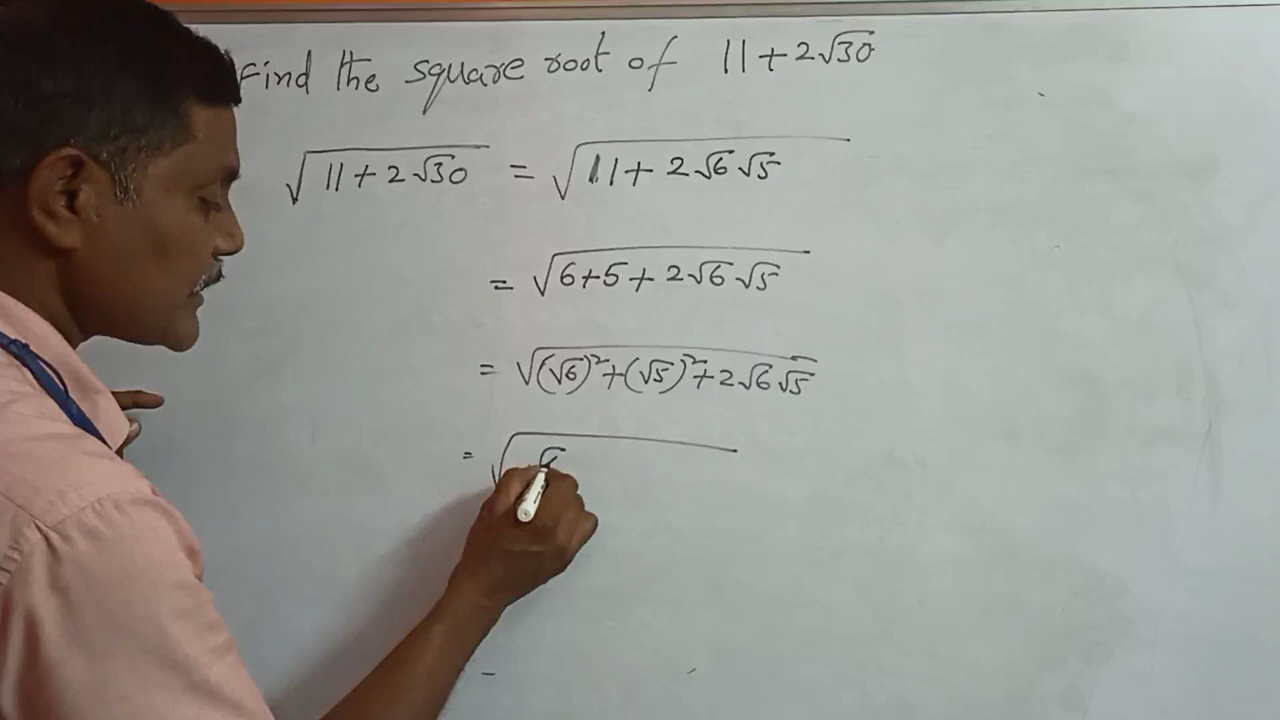 Find the square root of 11+2√30
√(11+2√30) = √(11+2√6√5)
= √(6+5+2√6√5)
= √((√6)²+(√5)²+2√6√5)
= √